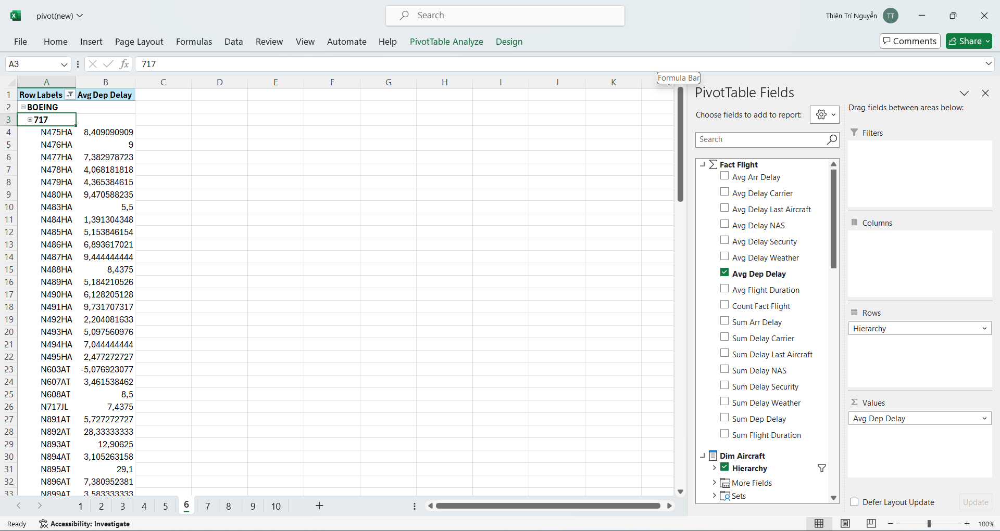 pivot(new)
Search
Thiện Trí Nguyễn
TT
File Home Insert Page Layout Formulas Data Review View Automate Help PivotTable Analyze Design
Comments
Share
A3
fx
717
Formula Bar
A B C D E F G H I J K
1 Row Labels Avg Dep Delay
2 BOEING
3 717
4 N475HA 8,409090909
5 N476HA 9
6 N477HA 7,382978723
7 N478HA 4,068181818
8 N479HA 4,365384615
9 N480HA 9,470588235
10 N483HA 5,5
11 N484HA 1,391304348
12 N485HA 5,153846154
13 N486HA 6,893617021
14 N487HA 9,444444444
15 N488HA 8,4375
16 N489HA 5,184210526
17 N490HA 6,128205128
18 N491HA 9,731707317
19 N492HA 2,204081633
20 N493HA 5,097560976
21 N494HA 7,044444444
22 N495HA 2,477272727
23 N603AT -5,076923077
24 N607AT 3,461538462
25 N608AT 8,5
26 N717JL 7,4375
27 N891AT 5,727272727
28 N892AT 28,33333333
29 N893AT 12,90625
30 N894AT 3,105263158
31 N895AT 29,1
32 N896AT 7,380952381
33 N899AT 3,583333333
PivotTable Fields
Choose fields to add to report:
Search
Fact Flight
Avg Arr Delay
Avg Delay Carrier
Avg Delay Last Aircraft
Avg Delay NAS
Avg Delay Security
Avg Delay Weather
Avg Dep Delay
Avg Flight Duration
Count Fact Flight
Sum Arr Delay
Sum Delay Carrier
Sum Delay Last Aircraft
Sum Delay NAS
Sum Delay Security
Sum Delay Weather
Sum Dep Delay
Sum Flight Duration
Dim Aircraft
Hierarchy
More Fields
Sets
Drag fields between areas below:
Filters
Columns
Rows
Hierarchy
Values
Avg Dep Delay
Defer Layout Update
Update
1 2 3 4 5 6 7 8 9 10
Ready
Accessibility: Investigate
100%